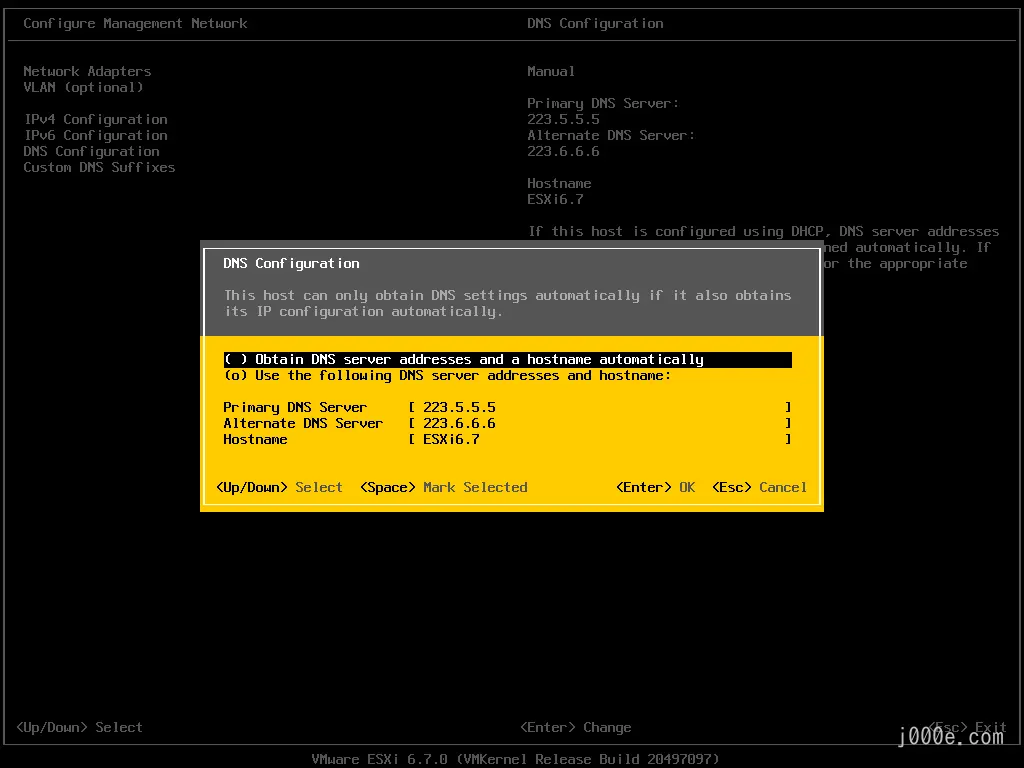 Configure Management Network
DNS Configuration
Network Adapters
VLAN (optional)
IPv4 Configuration
IPv6 Configuration
DNS Configuration
Custom DNS Suffixes
Manual
Primary DNS Server:
223.5.5.5
Alternate DNS Server:
223.6.6.6
Hostname
ESXi6.7
If this host is configured using DHCP, DNS server addresses
ned automatically. If
or the appropriate
DNS Configuration
This host can only obtain DNS settings automatically if it also obtains
its IP configuration automatically.
( ) Obtain DNS server addresses and a hostname automatically
(o) Use the following DNS server addresses and hostname:
Primary DNS Server [ 223.5.5.5 ]
Alternate DNS Server [ 223.6.6.6 ]
Hostname [ ESXi6.7 ]
<Up/Down> Select <Space> Mark Selected <Enter> OK <Esc> Cancel
<Up/Down> Select <Enter> Change <Esc> Exit
j000e.com
VMware ESXi 6.7.0 (VMKernel Release Build 20497097)